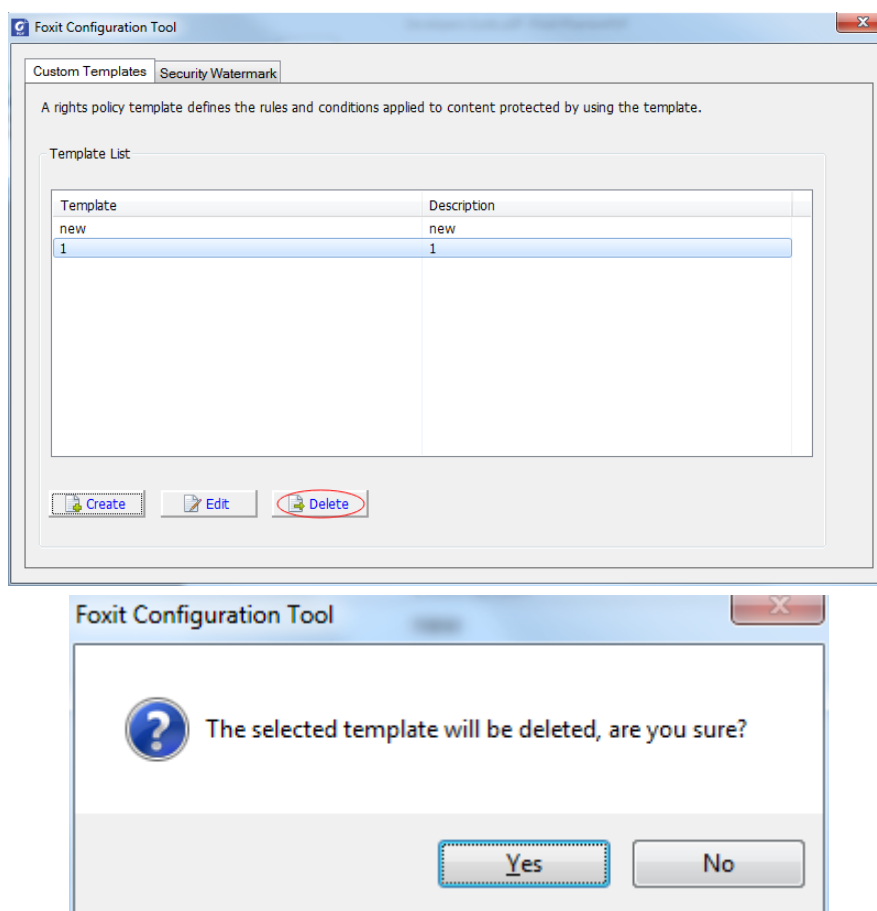 Foxit Configuration Tool
Custom Templates Security Watermark
A rights policy template defines the rules and conditions applied to content protected by using the template.
Template List
Template Description
new new
1 1
Create Edit Delete
Foxit Configuration Tool
The selected template will be deleted, are you sure?
Yes No